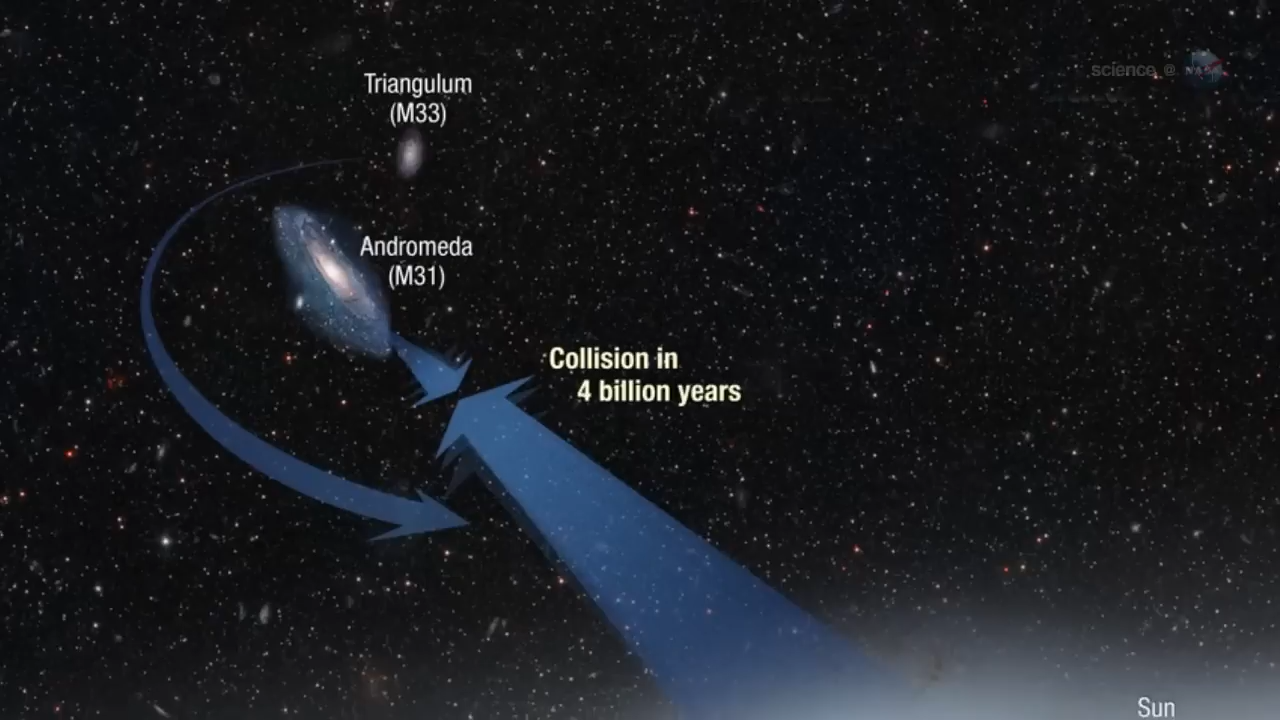 science @ NASA
Triangulum
(M33)
Andromeda
(M31)
Collision in
4 billion years
Sun